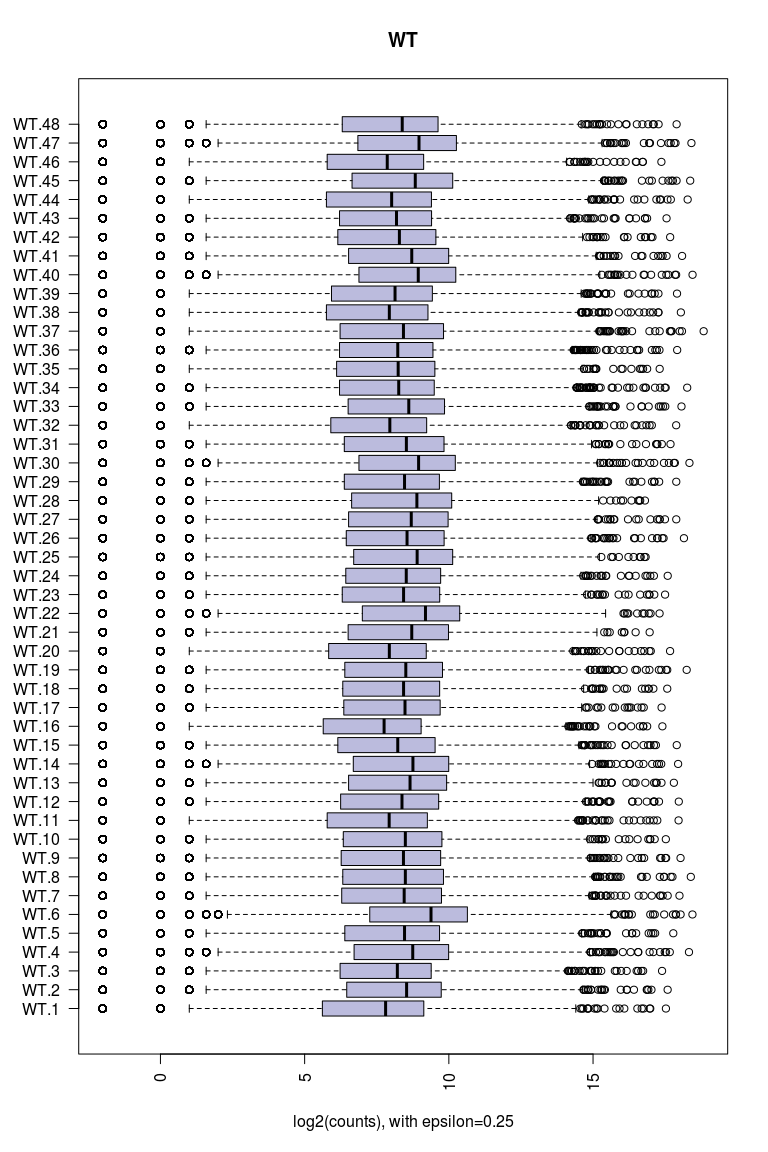 WT
WT.48
WT.47
WT.46
WT.45
WT.44
WT.43
WT.42
WT.41
WT.40
WT.39
WT.38
WT.37
WT.36
WT.35
WT.34
WT.33
WT.32
WT.31
WT.30
WT.29
WT.28
WT.27
WT.26
WT.25
WT.24
WT.23
WT.22
WT.21
WT.20
WT.19
WT.18
WT.17
WT.16
WT.15
WT.14
WT.13
WT.12
WT.11
WT.10
WT.9
WT.8
WT.7
WT.6
WT.5
WT.4
WT.3
WT.2
WT.1
0 5 10 15
log2(counts), with epsilon=0.25